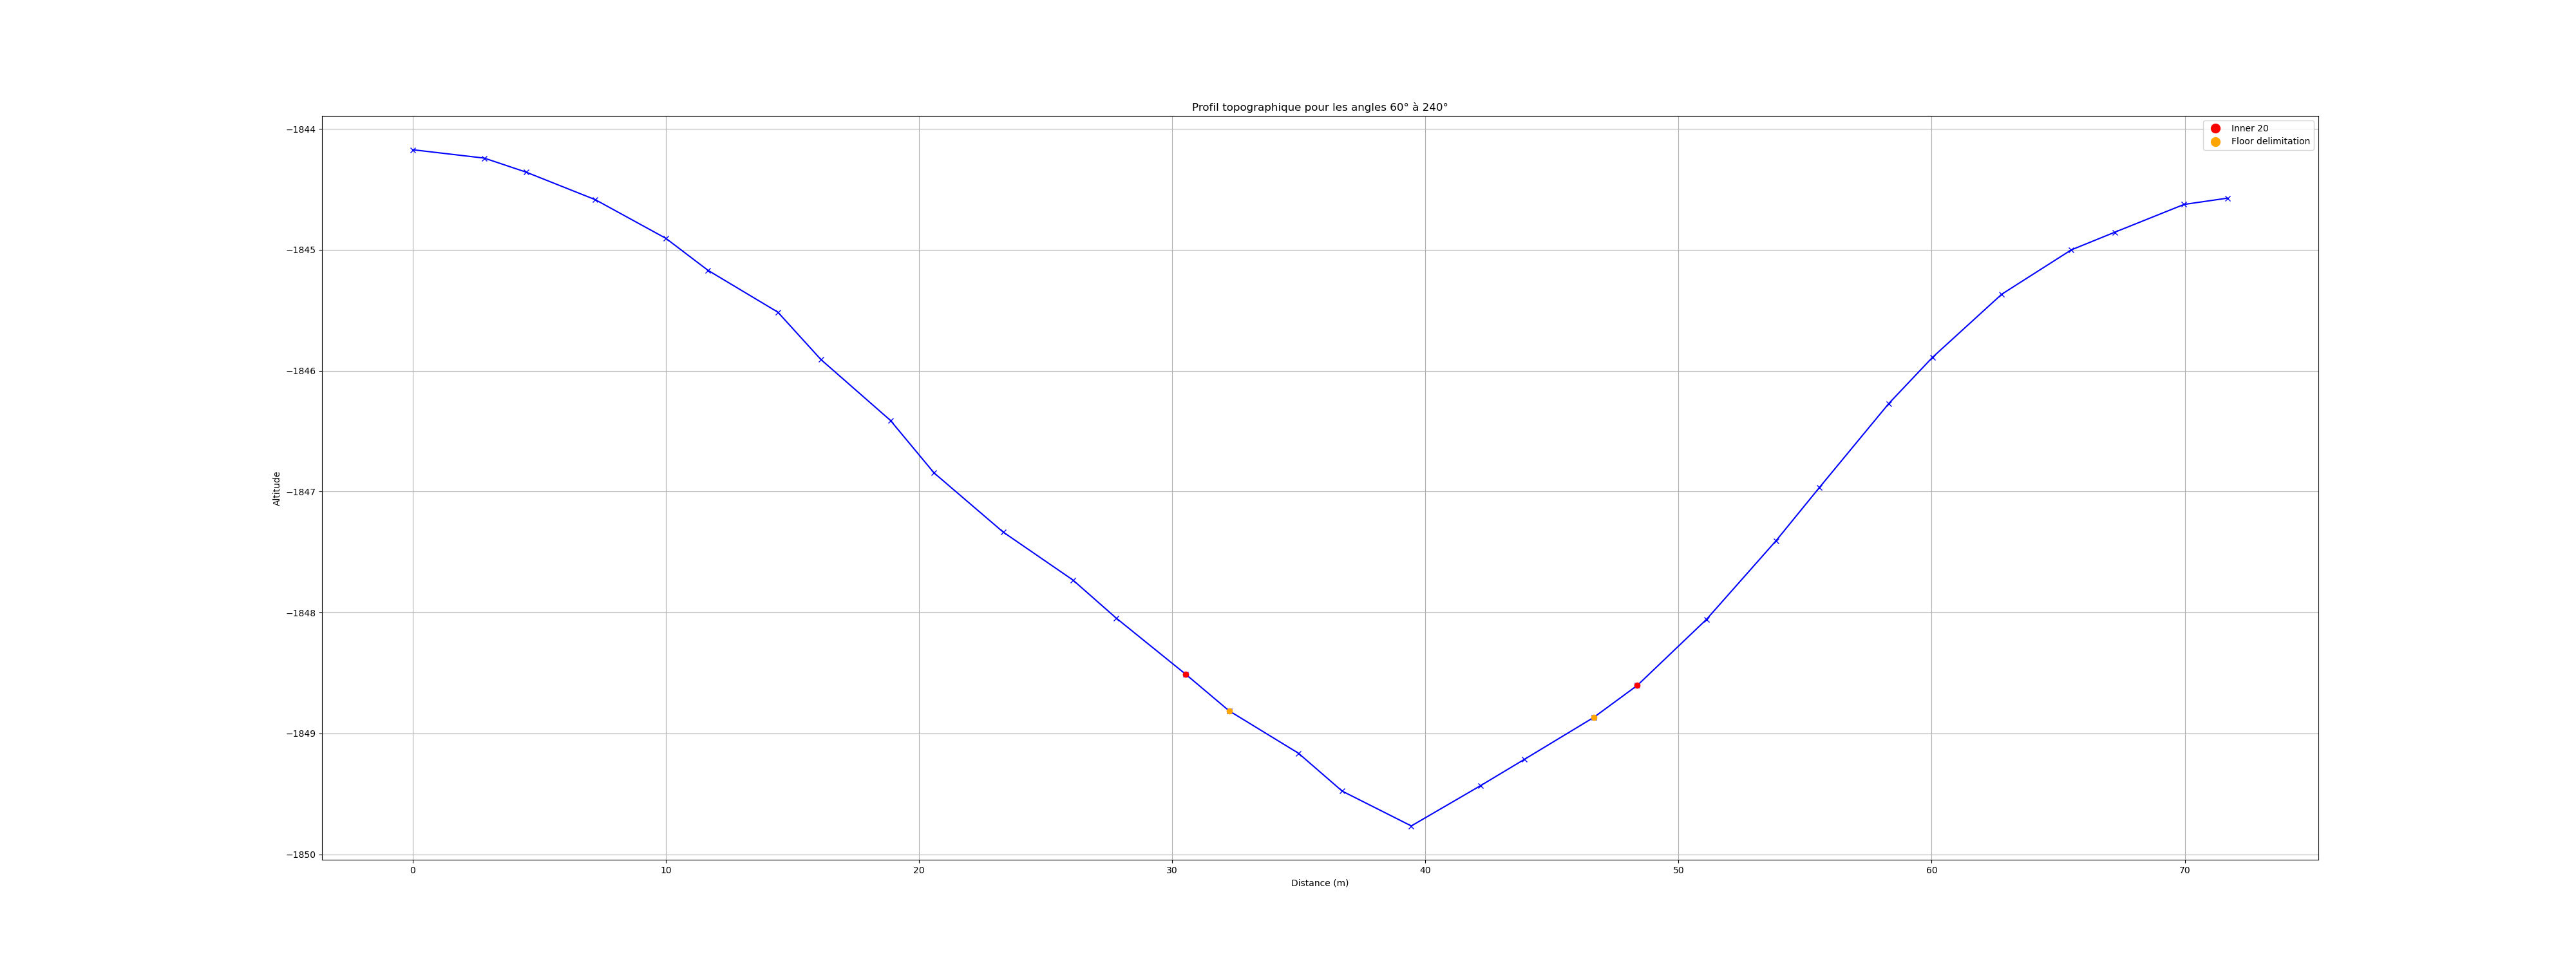 Profil topographique pour les angles 60° à 240°
Inner 20
Floor delimitation
Altitude
−1844
−1845
−1846
−1847
−1848
−1849
−1850
0 10 20 30 40 50 60 70
Distance (m)